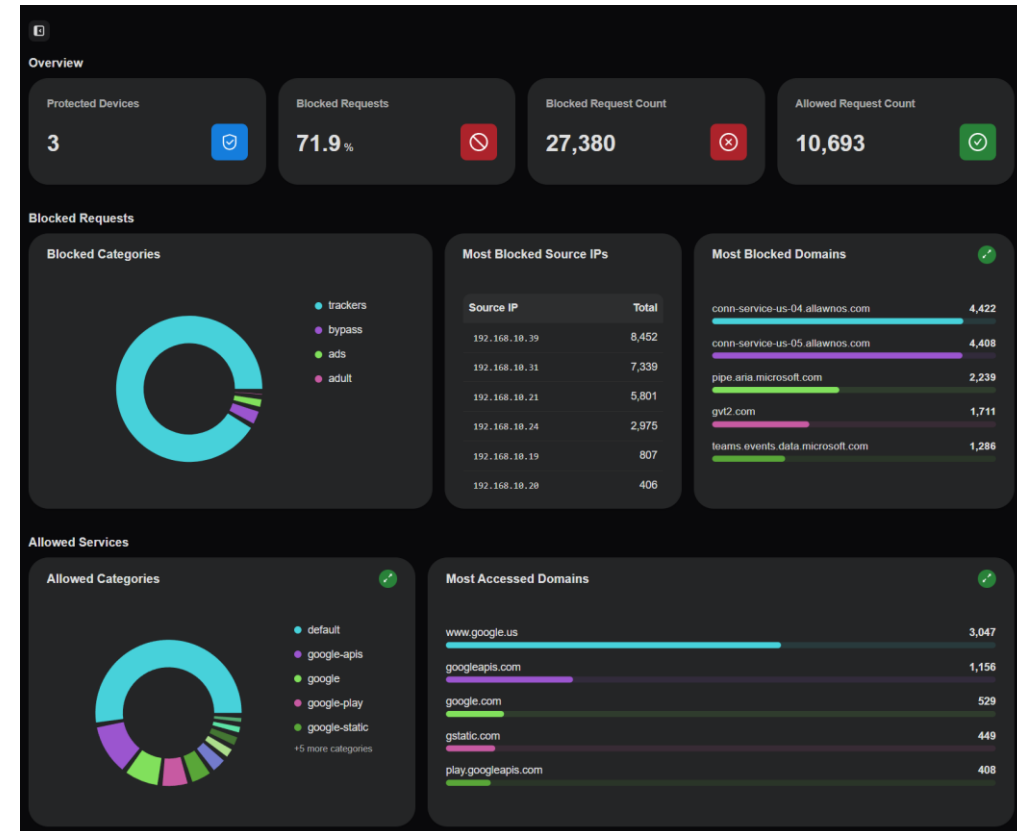 Overview
Protected Devices
3
Blocked Requests
71.9 %
Blocked Request Count
27,380
Allowed Request Count
10,693
Blocked Requests
Blocked Categories
trackers
bypass
ads
adult
Most Blocked Source IPs
Source IP Total
192.168.10.39 8,452
192.168.10.31 7,339
192.168.10.21 5,801
192.168.10.24 2,975
192.168.10.19 807
192.168.10.20 406
Most Blocked Domains
conn-service-us-04.allawnos.com 4,422
conn-service-us-05.allawnos.com 4,408
pipe.aria.microsoft.com 2,239
gvt2.com 1,711
teams.events.data.microsoft.com 1,286
Allowed Services
Allowed Categories
default
google-apis
google
google-play
google-static
+5 more categories
Most Accessed Domains
www.google.us 3,047
googleapis.com 1,156
google.com 529
gstatic.com 449
play.googleapis.com 408